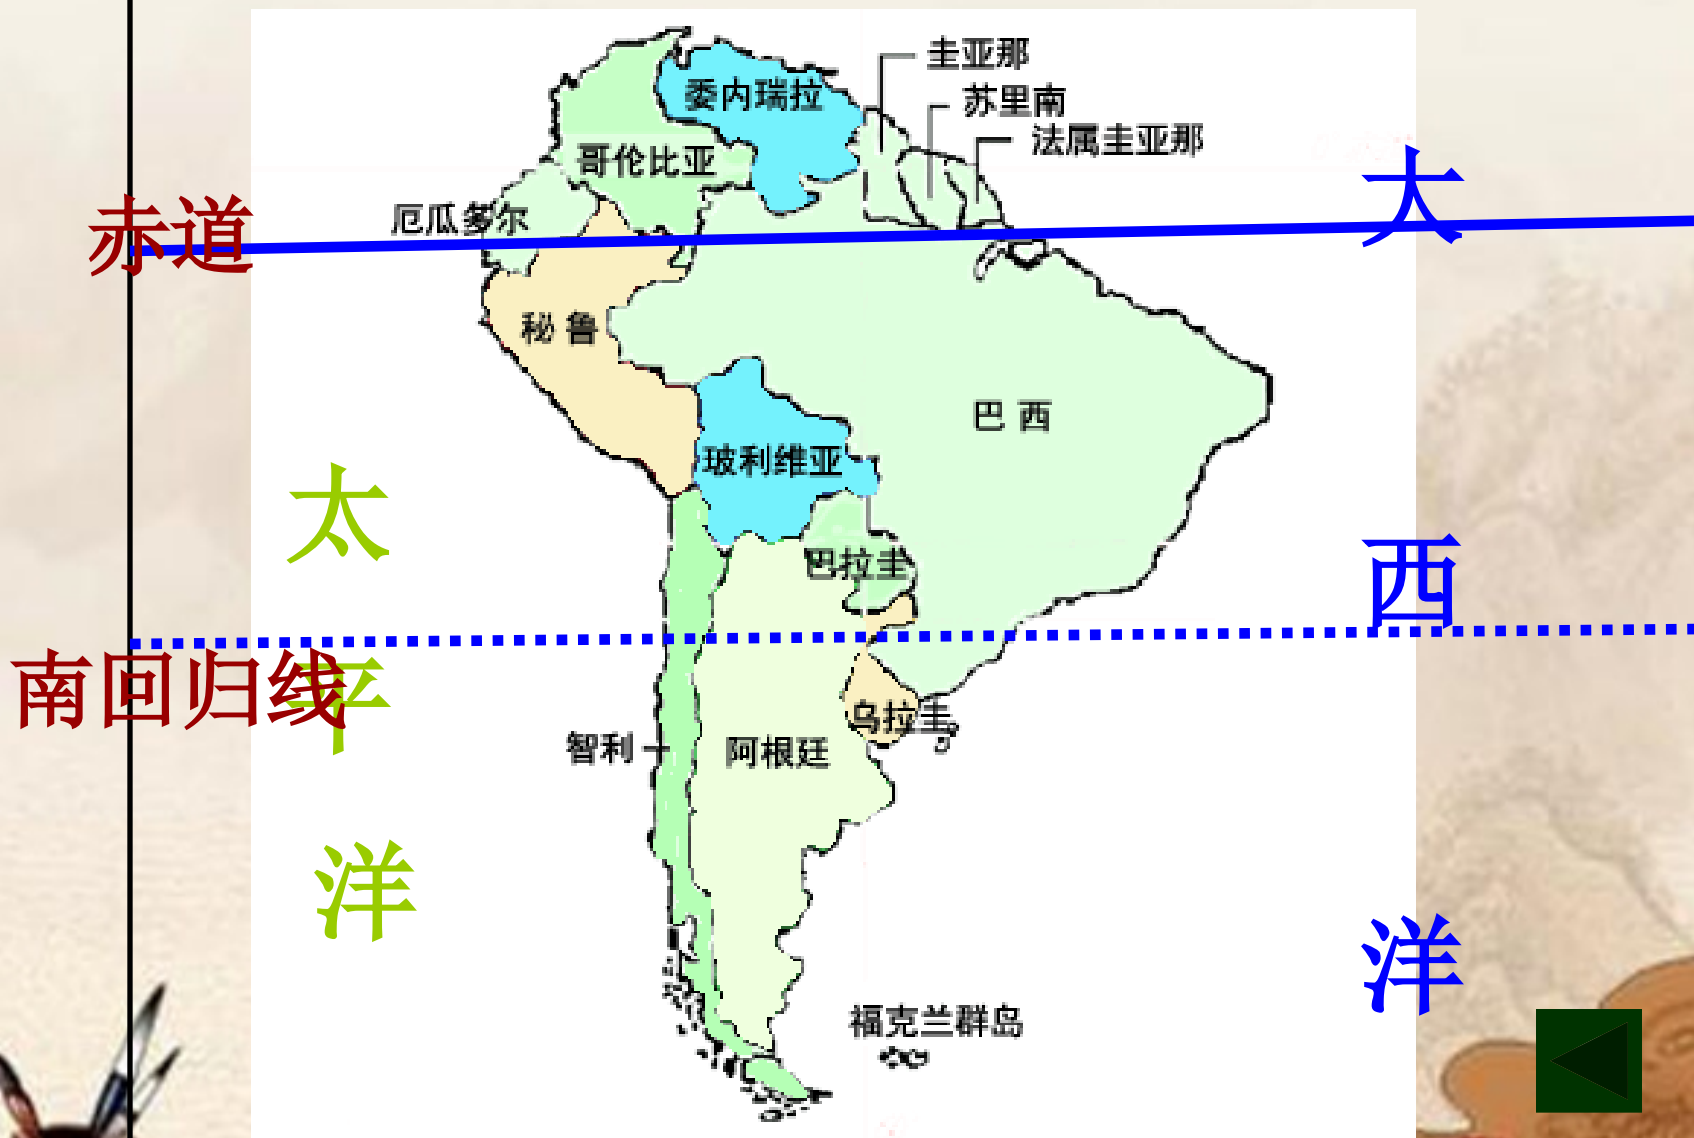 圭亚那
委内瑞拉
苏里南
法属圭亚那
哥伦比亚
厄瓜多尔
赤道
秘鲁
巴西
玻利维亚
巴拉圭
南回归线
乌拉圭
智利
阿根廷
福克兰群岛
太
平
洋
大
西
洋